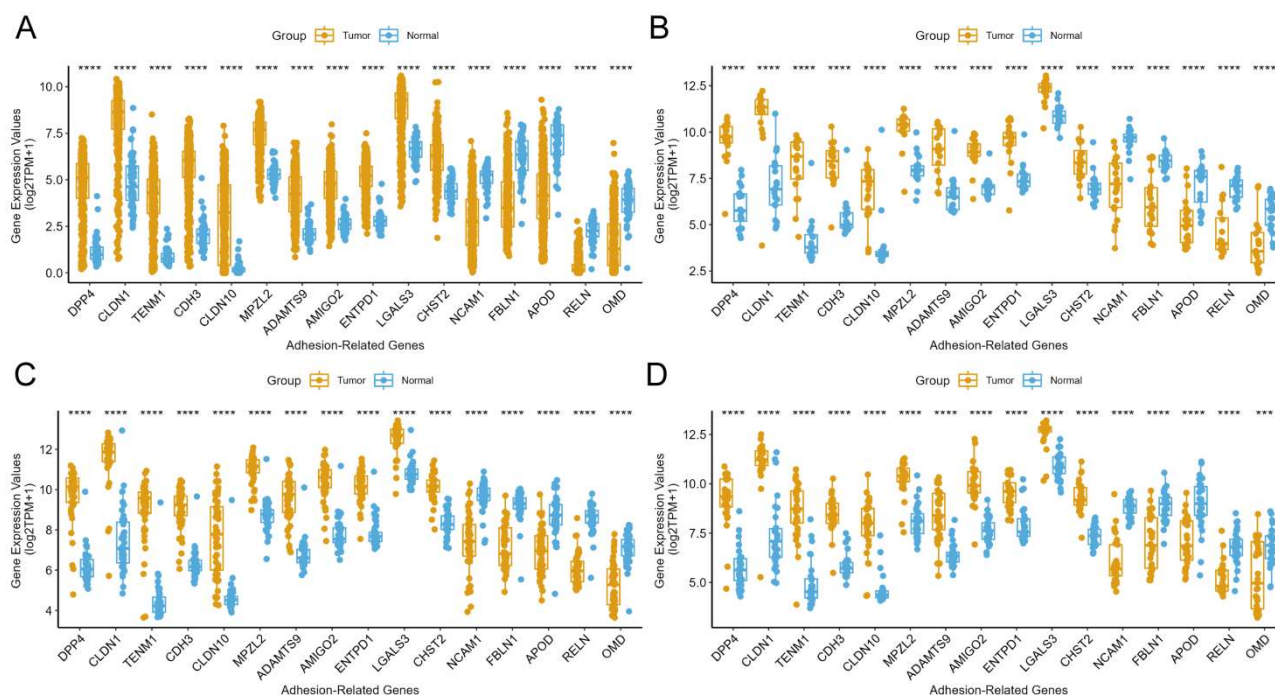 A
Group Tumor Normal
**** **** **** **** **** **** **** **** **** **** **** **** **** **** **** ****
Gene Expression Values
(log2TPM+1)
10.0
7.5
5.0
2.5
0.0
DPP4 CLDN1 TENM1 CDH3 CLDN10 MPZL2 ADAMTS9 AMIGO2 ENTPD1 LGALS3 CHST2 NCAM1 FBLN1 APOD RELN OMD
Adhesion-Related Genes
B
Group Tumor Normal
**** **** **** **** **** **** **** **** **** **** **** **** **** **** **** ****
Gene Expression Values
(log2TPM+1)
12.5
10.0
7.5
5.0
2.5
DPP4 CLDN1 TENM1 CDH3 CLDN10 MPZL2 ADAMTS9 AMIGO2 ENTPD1 LGALS3 CHST2 NCAM1 FBLN1 APOD RELN OMD
Adhesion-Related Genes
C
Group Tumor Normal
**** **** **** **** **** **** **** **** **** **** **** **** **** **** **** ****
Gene Expression Values
(log2TPM+1)
12
10
8
6
4
DPP4 CLDN1 TENM1 CDH3 CLDN10 MPZL2 ADAMTS9 AMIGO2 ENTPD1 LGALS3 CHST2 NCAM1 FBLN1 APOD RELN OMD
Adhesion-Related Genes
D
Group Tumor Normal
**** **** **** **** **** **** **** **** **** **** **** **** **** **** **** ***
Gene Expression Values
(log2TPM+1)
12.5
10.0
7.5
5.0
DPP4 CLDN1 TENM1 CDH3 CLDN10 MPZL2 ADAMTS9 AMIGO2 ENTPD1 LGALS3 CHST2 NCAM1 FBLN1 APOD RELN OMD
Adhesion-Related Genes